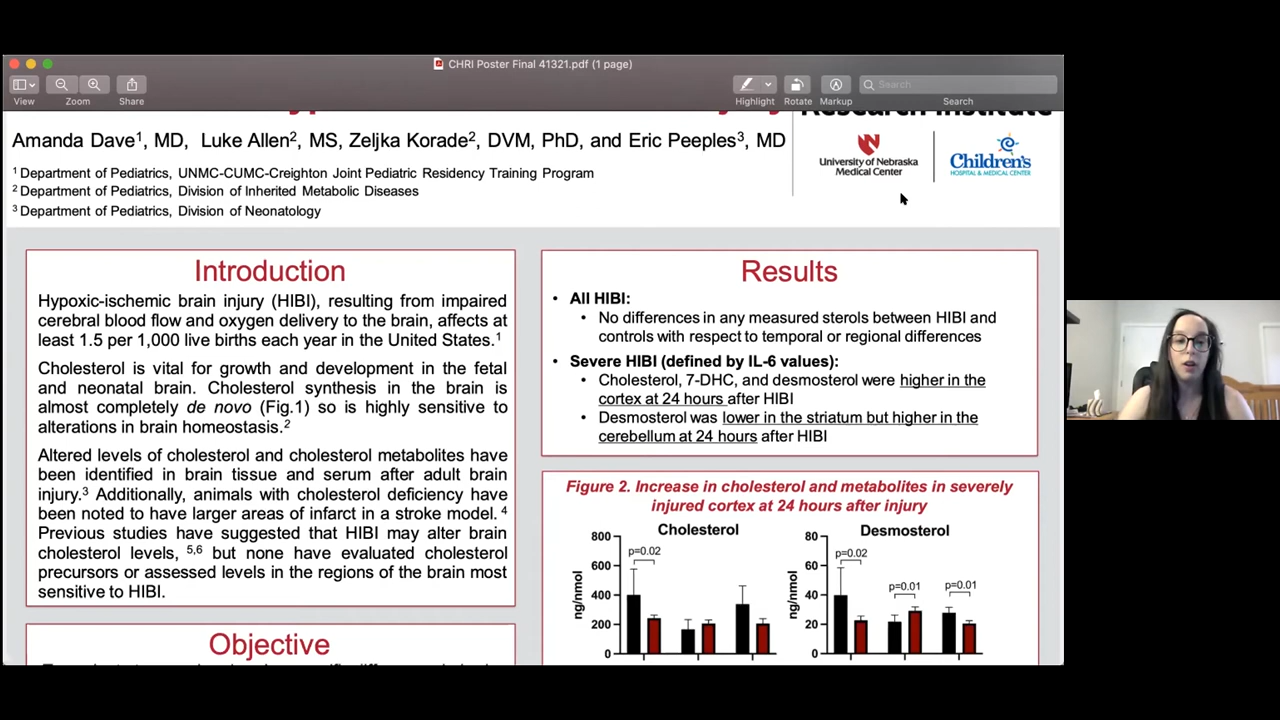 CHRI Poster Final 41321.pdf (1 page)
View
Zoom
Share
Highlight
Rotate
Markup
Search
Search
Research Institute
Amanda Dave1, MD, Luke Allen2, MS, Zeljka Korade2, DVM, PhD, and Eric Peeples3, MD
1 Department of Pediatrics, UNMC-CUMC-Creighton Joint Pediatric Residency Training Program
2 Department of Pediatrics, Division of Inherited Metabolic Diseases
3 Department of Pediatrics, Division of Neonatology
University of Nebraska
Medical Center
Children's
HOSPITAL & MEDICAL CENTER
Introduction
Hypoxic-ischemic brain injury (HIBI), resulting from impaired
cerebral blood flow and oxygen delivery to the brain, affects at
least 1.5 per 1,000 live births each year in the United States.1
Cholesterol is vital for growth and development in the fetal
and neonatal brain. Cholesterol synthesis in the brain is
almost completely de novo (Fig.1) so is highly sensitive to
alterations in brain homeostasis.2
Altered levels of cholesterol and cholesterol metabolites have
been identified in brain tissue and serum after adult brain
injury.3 Additionally, animals with cholesterol deficiency have
been noted to have larger areas of infarct in a stroke model. 4
Previous studies have suggested that HIBI may alter brain
cholesterol levels, 5,6 but none have evaluated cholesterol
precursors or assessed levels in the regions of the brain most
sensitive to HIBI.
Objective
Results
• All HIBI:
• No differences in any measured sterols between HIBI and
controls with respect to temporal or regional differences
• Severe HIBI (defined by IL-6 values):
• Cholesterol, 7-DHC, and desmosterol were higher in the
cortex at 24 hours after HIBI
• Desmosterol was lower in the striatum but higher in the
cerebellum at 24 hours after HIBI
Figure 2. Increase in cholesterol and metabolites in severely
injured cortex at 24 hours after injury
Cholesterol
800
600
400
200
0
ng/nmol
p=0.02
Desmosterol
80
60
40
20
0
ng/nmol
p=0.02
p=0.01
p=0.01